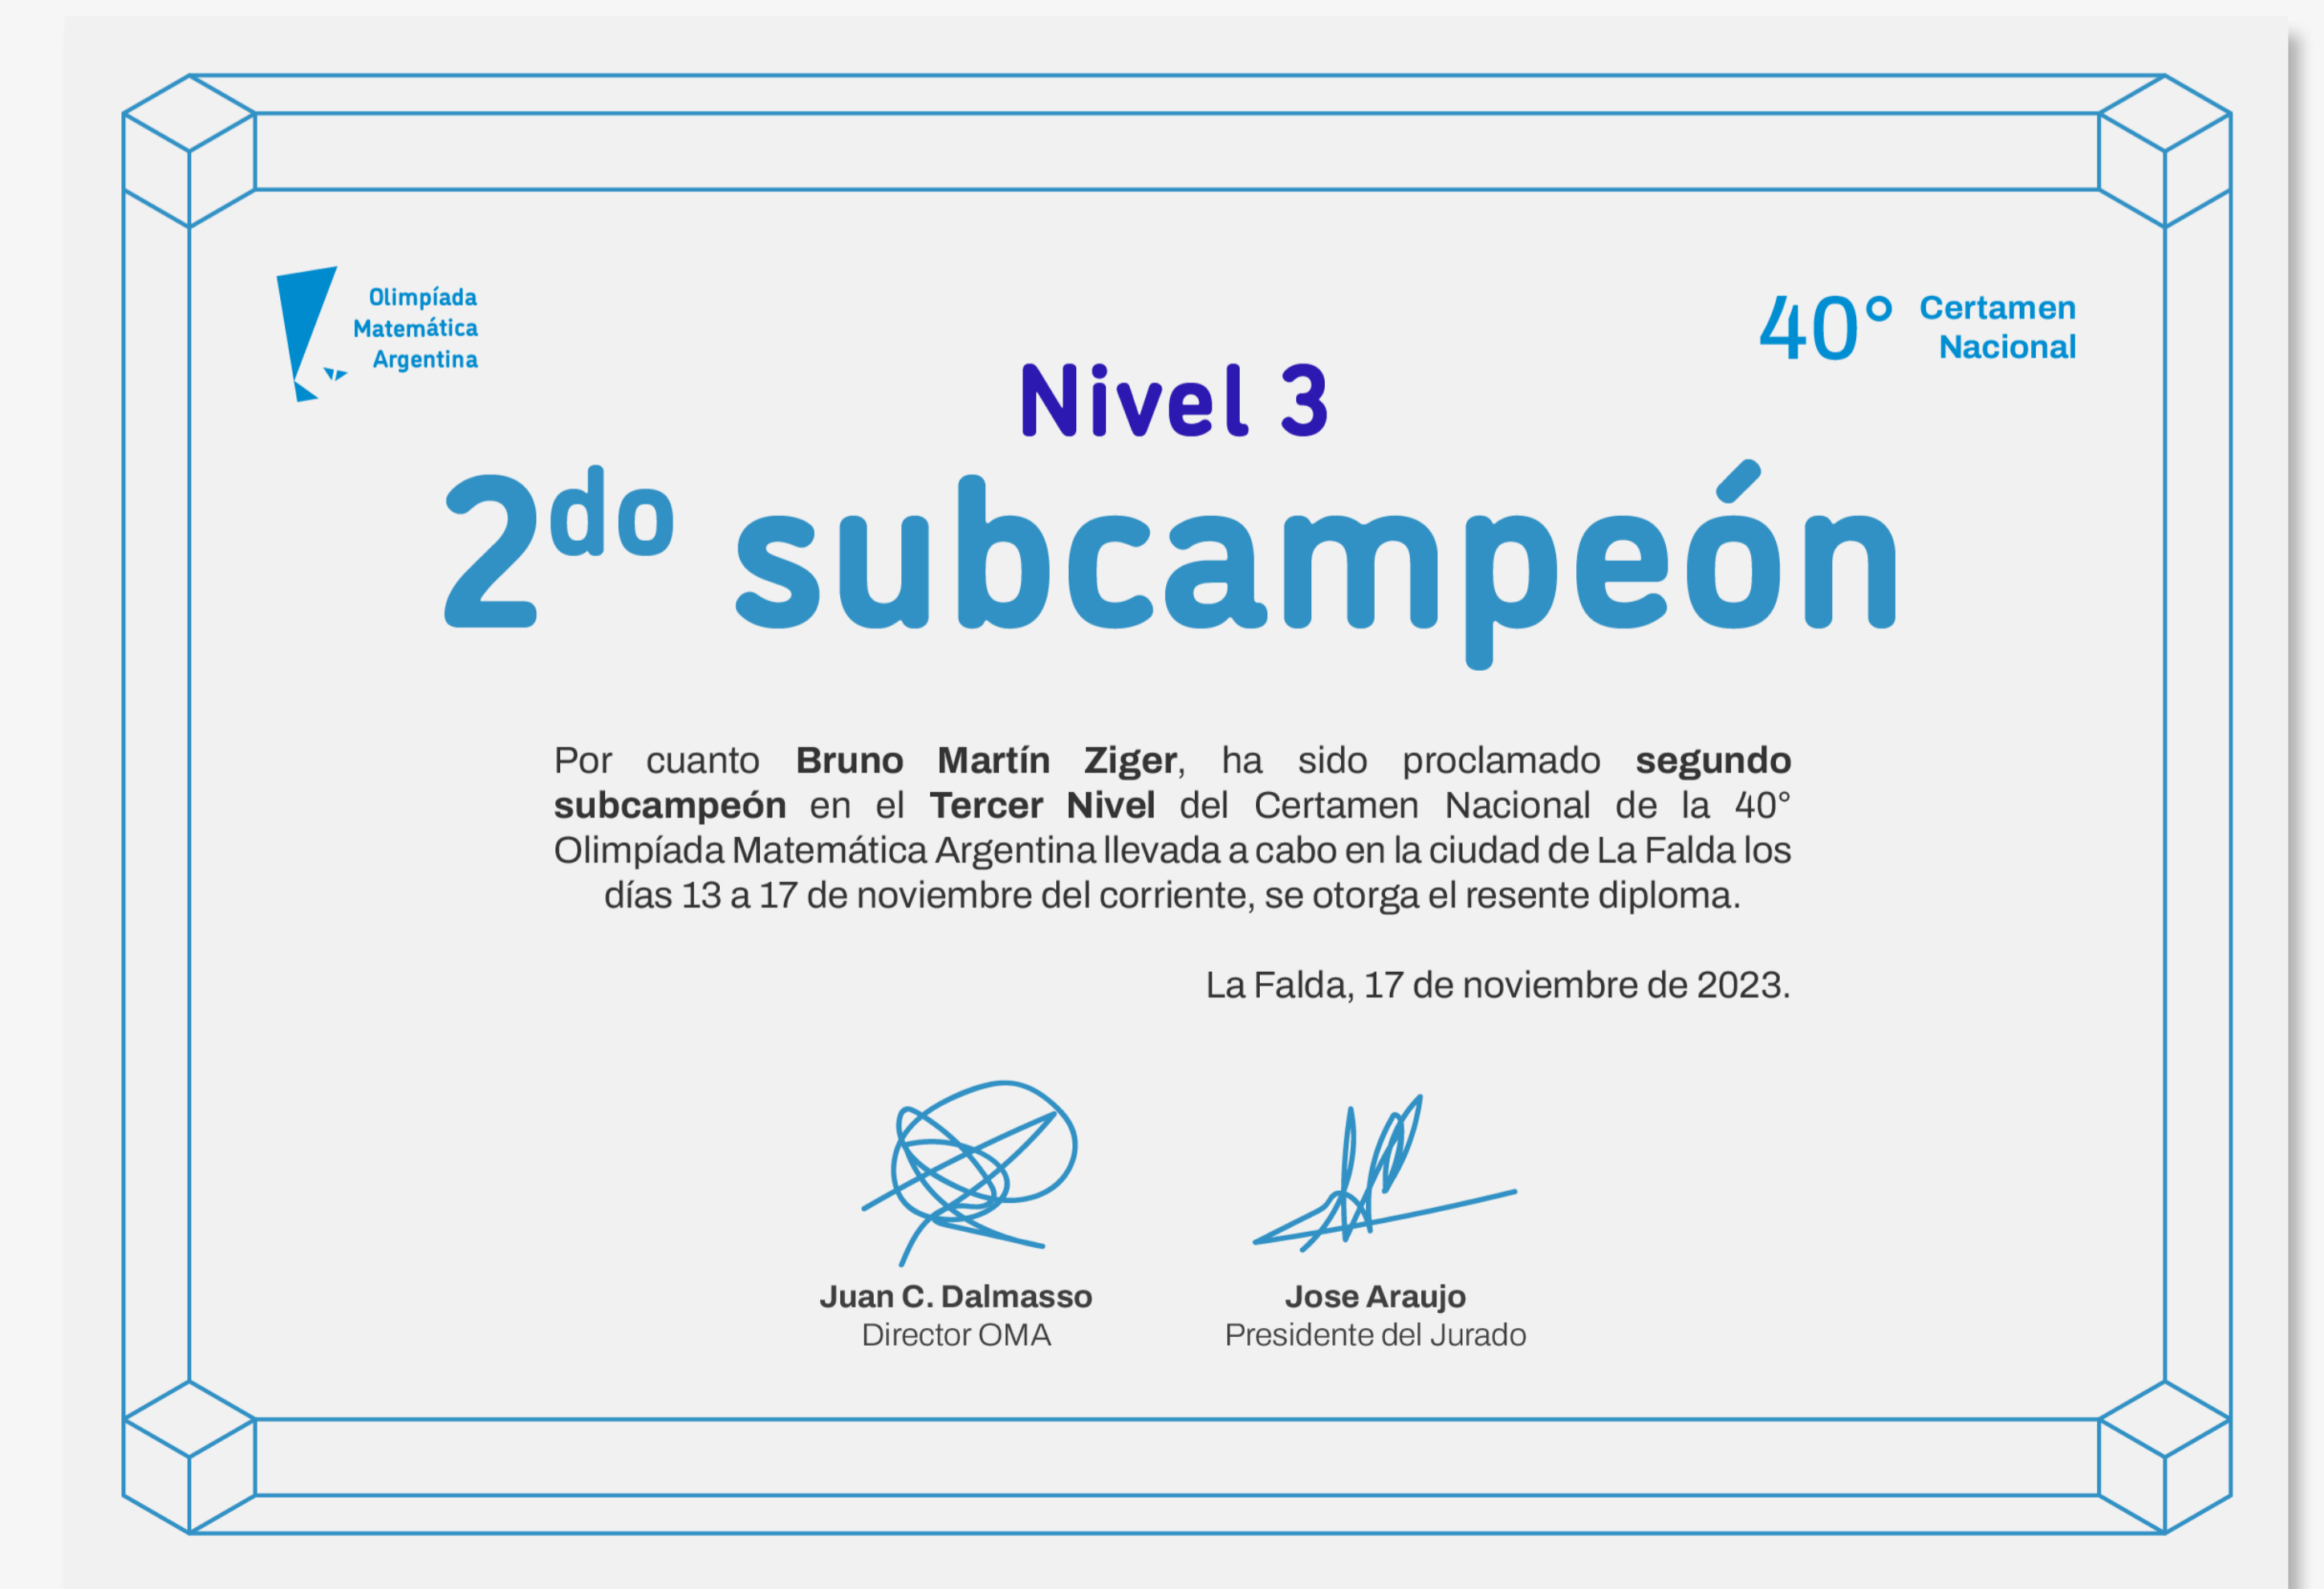 Olimpíada
Matemática
Argentina
40° Certamen
Nacional
Nivel 3
2do subcampeón
Por cuanto Bruno Martín Ziger, ha sido proclamado segundo
subcampeón en el Tercer Nivel del Certamen Nacional de la 40°
Olimpíada Matemática Argentina llevada a cabo en la ciudad de La Falda los
días 13 a 17 de noviembre del corriente, se otorga el resente diploma.
La Falda, 17 de noviembre de 2023.
Juan C. Dalmasso
Director OMA
Jose Araujo
Presidente del Jurado